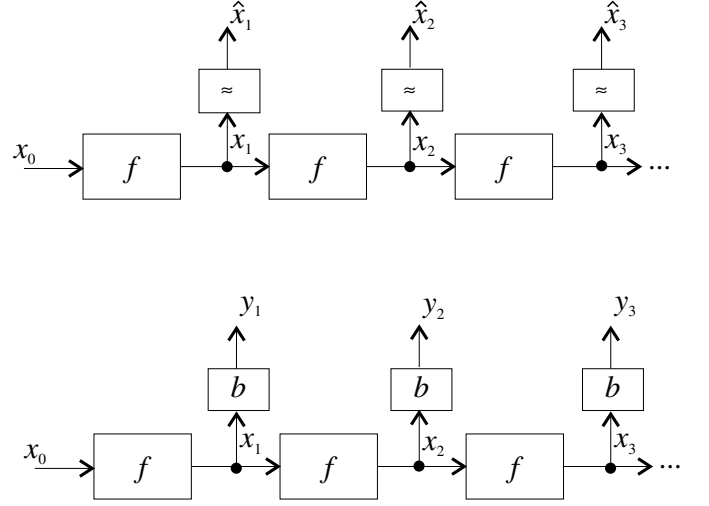 x̂₁ x̂₂ x̂₃
≈ ≈ ≈
x₀ f x₁ f x₂ f x₃ ...
y₁ y₂ y₃
b b b
x₀ f x₁ f x₂ f x₃ ...